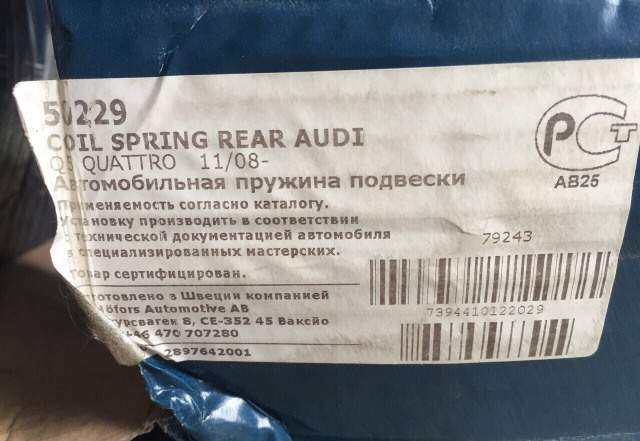 50229
COIL SPRING REAR AUDI
Q5 QUATTRO 11/08-
Автомобильная пружина подвески
Применяемость согласно каталогу.
Установку производить в соответствии
с технической документацией автомобиля
в специализированных мастерских.
Товар сертифицирован.
Изготовлено в Швеции компанией
Automotive AB
8, CE-352 45 Ваксйо
46 470 707280
2897642001
РСТ
АВ25
79243
7394410122029